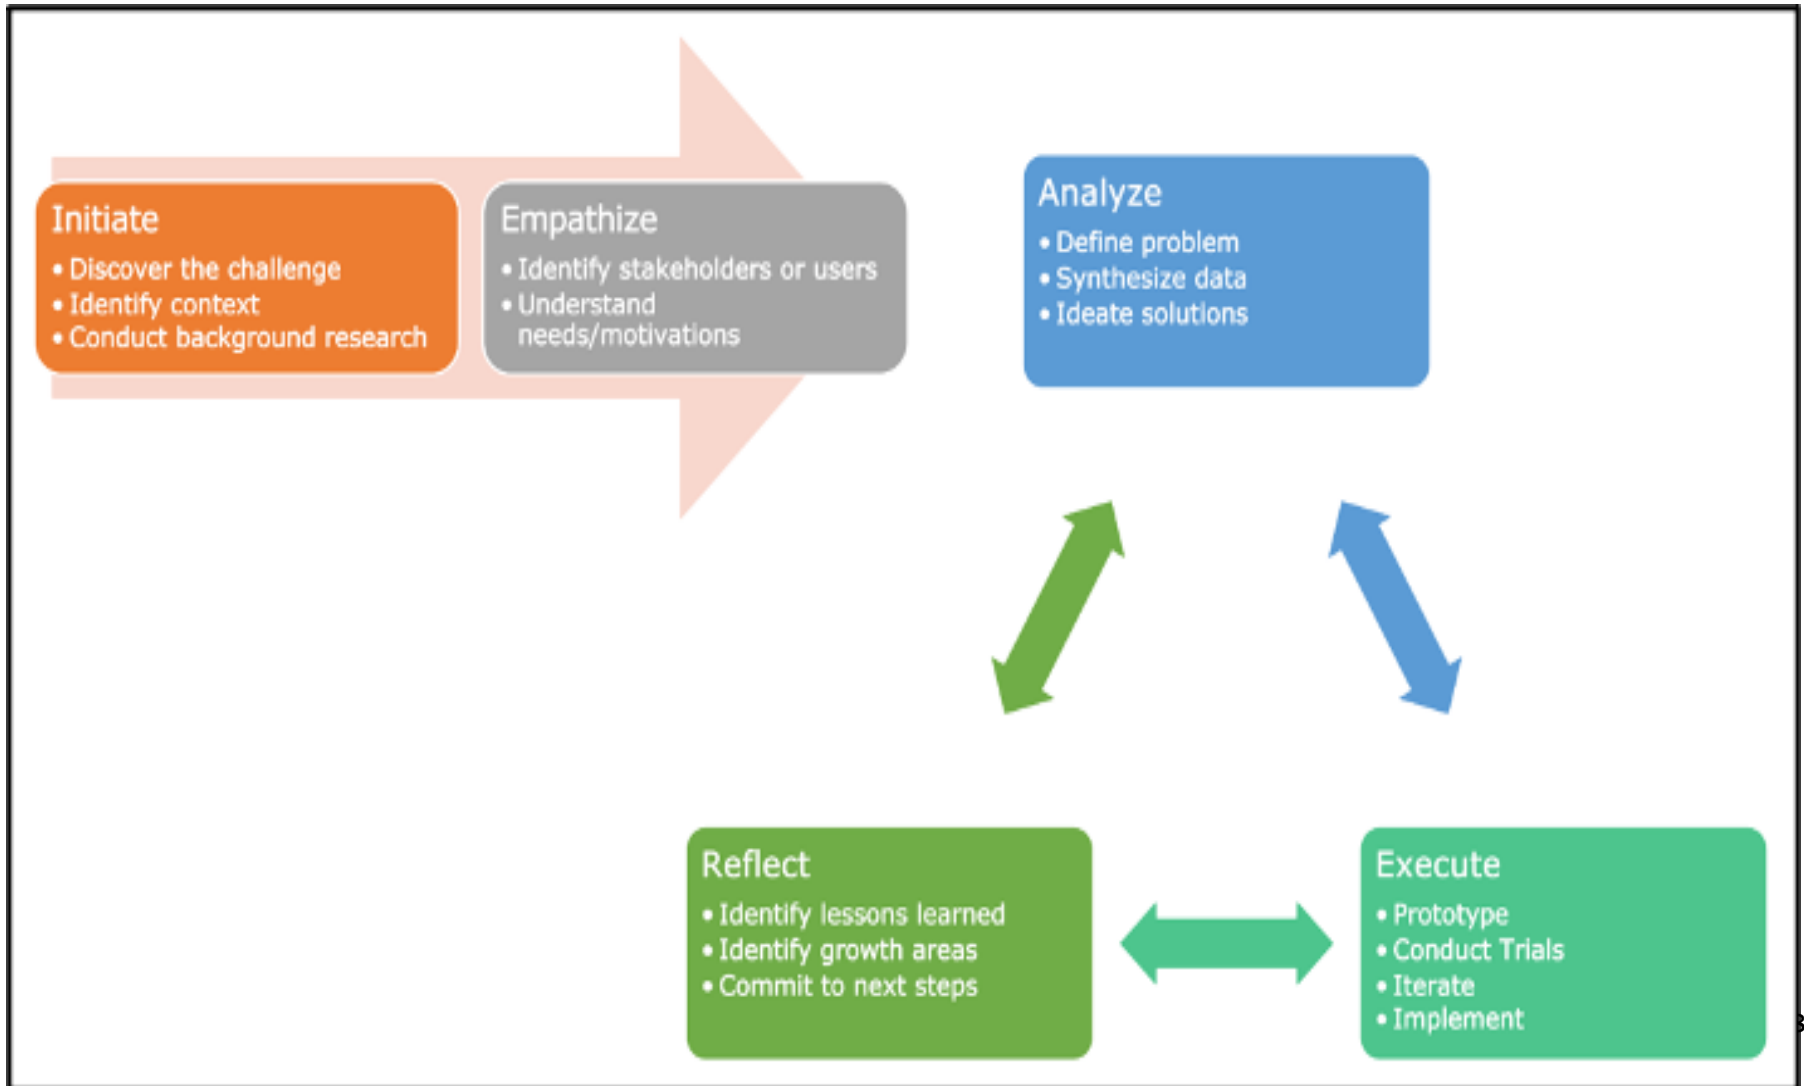 Initiate
• Discover the challenge
• Identify context
• Conduct background research
Empathize
• Identify stakeholders or users
• Understand
needs/motivations
Analyze
• Define problem
• Synthesize data
• Ideate solutions
Reflect
• Identify lessons learned
• Identify growth areas
• Commit to next steps
Execute
• Prototype
• Conduct Trials
• Iterate
• Implement